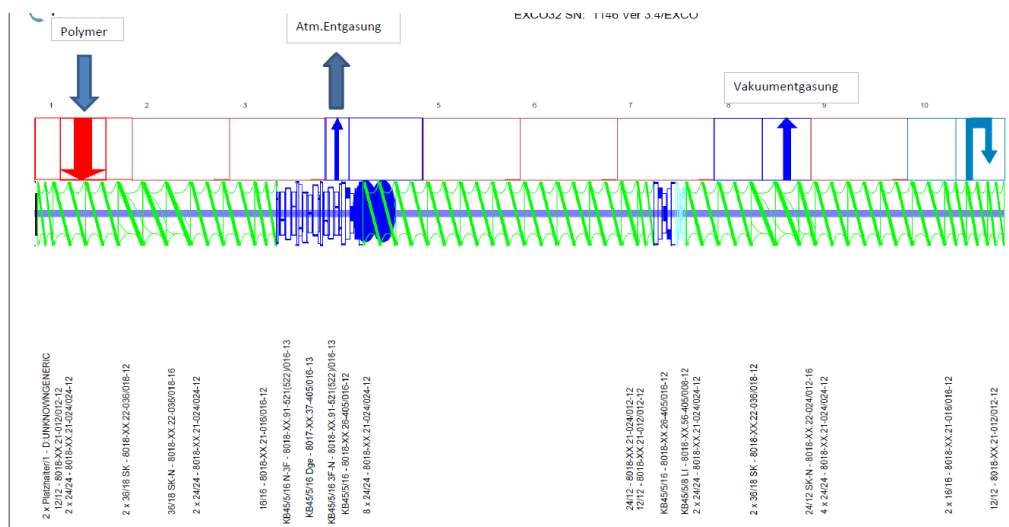 EXCO32 SN: 1146 Ver 3.4/EXCO
Polymer
Atm.Entgasung
Vakuumentgasung
1 2 3 5 6 7 8 9 10
2 x Platzhalter/1 - D:UNKNOWNGENERIC
12/12 - 8018-XX.21-012/012-12
2 x 24/24 - 8018-XX.21-024/024-12
2 x 36/18 SK - 8018-XX.22-036/018-12
36/18 SK-N - 8018-XX.22-036/018-16
2 x 24/24 - 8018-XX.21-024/024-12
16/16 - 8018-XX.21-016/016-12
KB45/5/16 N-3F - 8018-XX.91-521(522)/016-13
KB45/5/16 Dge - 8017-XX.37-405/016-13
KB45/5/16 3F-N - 8018-XX.91-521(522)/016-13
KB45/5/16 - 8018-XX.26-405/016-12
8 x 24/24 - 8018-XX.21-024/024-12
24/12 - 8018-XX.21-024/012-12
12/12 - 8018-XX.21-012/012-12
KB45/5/16 - 8018-XX.26-405/016-12
KB45/5/8 LI - 8018-XX.56-405/008-12
2 x 24/24 - 8018-XX.21-024/024-12
2 x 36/18 SK - 8018-XX.22-036/018-12
24/12 SK-N - 8018-XX.22-024/012-16
4 x 24/24 - 8018-XX.21-024/024-12
2 x 16/16 - 8018-XX.21-016/016-12
12/12 - 8018-XX.21-012/012-12